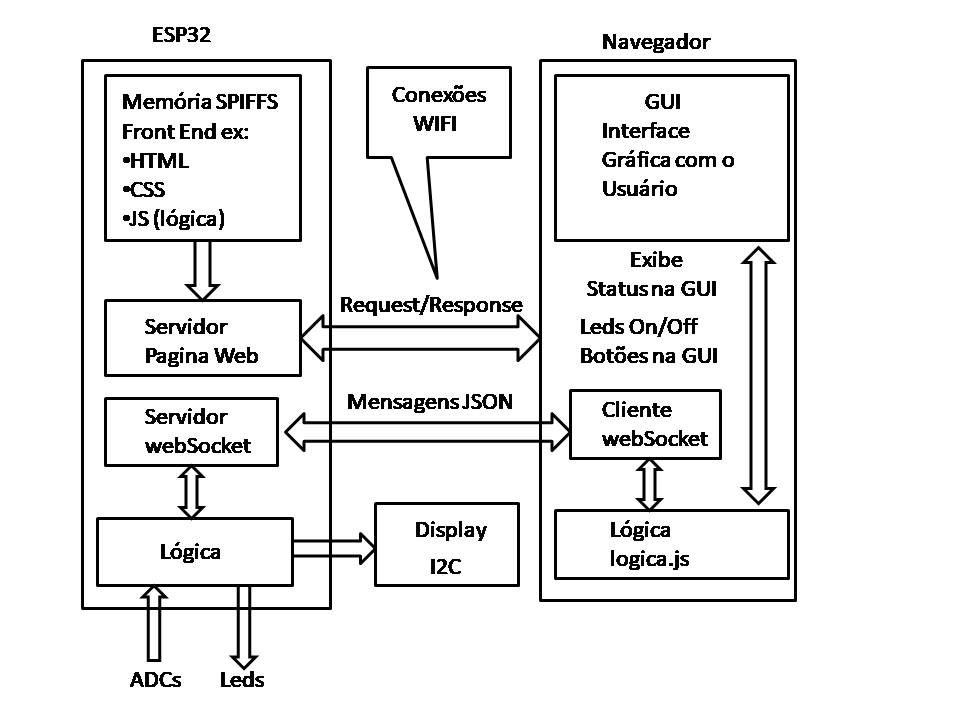 ESP32
Memória SPIFFS
Front End ex:
•HTML
•CSS
•JS (lógica)
Servidor
Pagina Web
Servidor
webSocket
Lógica
ADCs
Leds
Conexões
WIFI
Request/Response
Mensagens JSON
Display
I2C
Navegador
GUI
Interface
Gráfica com o
Usuário
Exibe
Status na GUI
Leds On/Off
Botões na GUI
Cliente
webSocket
Lógica
logica.js